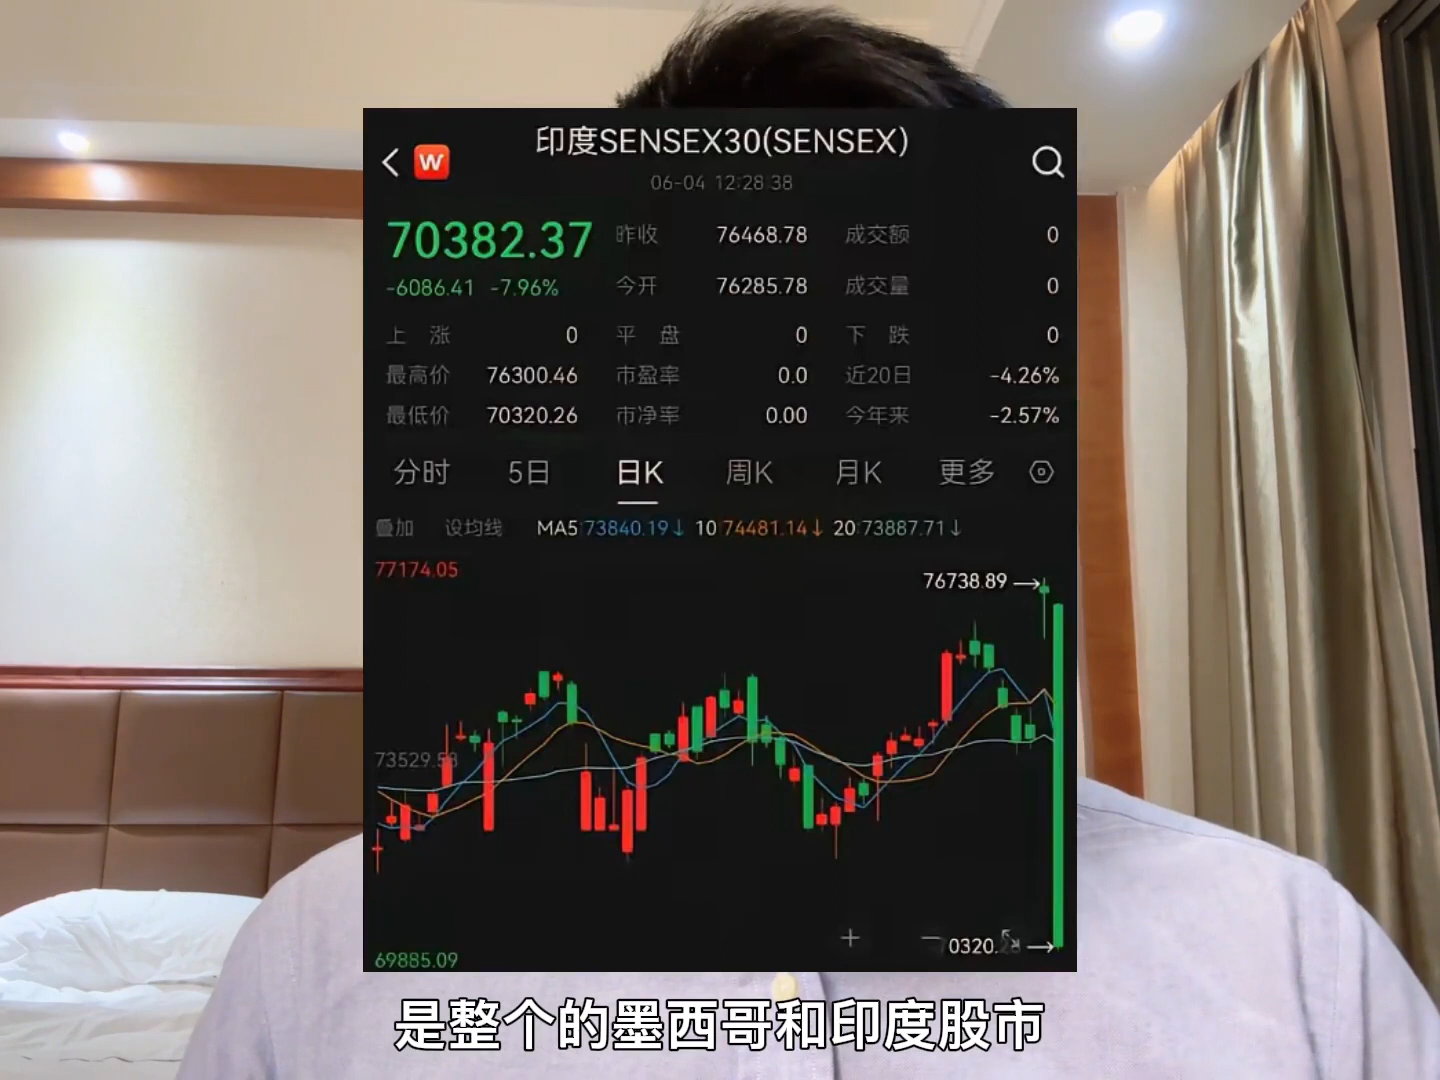 印度SENSEX30(SENSEX)
W
06-04 12:28:38
70382.37
-6086.41 -7.96%
昨收 76468.78 成交额 0
今开 76285.78 成交量 0
上涨 0 平盘 0 下跌 0
最高价 76300.46 市盈率 0.0 近20日 -4.26%
最低价 70320.26 市净率 0.00 今年来 -2.57%
分时 5日 日K 周K 月K 更多
叠加 设均线 MA5:73840.19↓ 10:74481.14↓ 20:73887.71↓
77174.05
76738.89
73529.58
70320.26
69885.09
是整个的墨西哥和印度股市